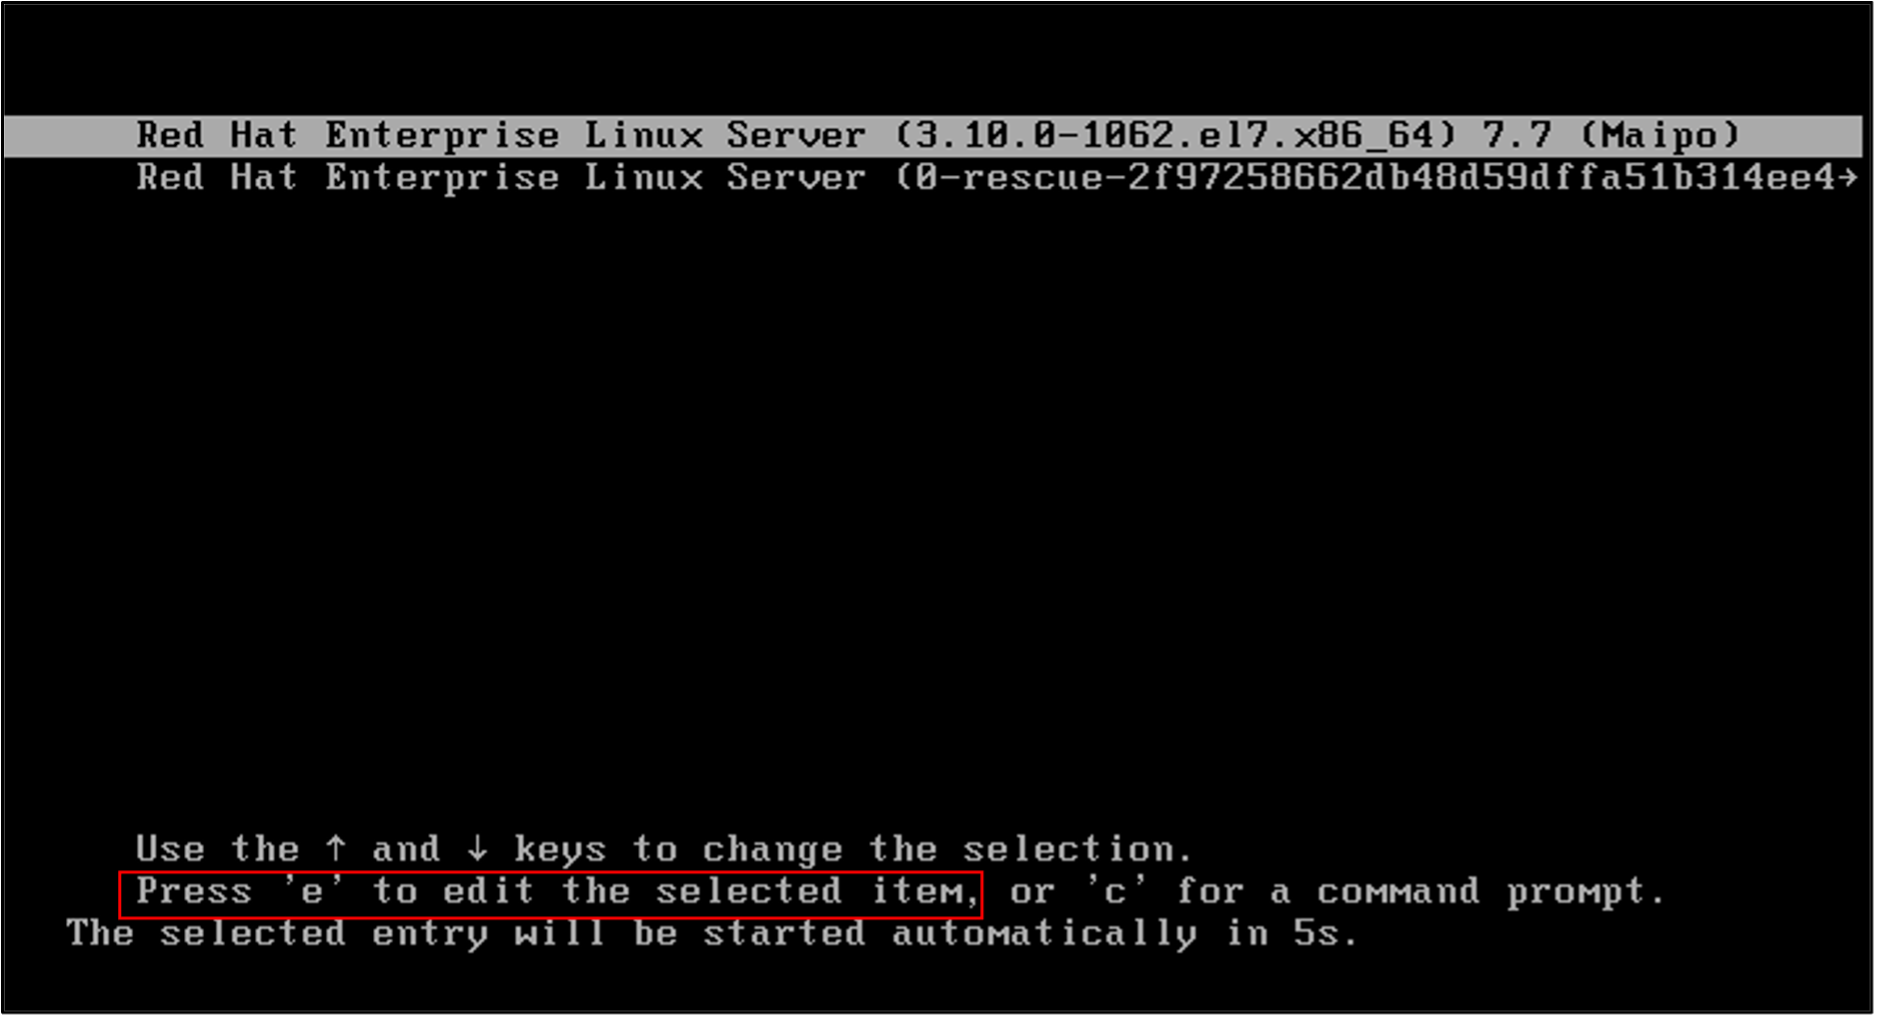 Red Hat Enterprise Linux Server (3.10.0-1062.el7.x86_64) 7.7 (Maipo)
Red Hat Enterprise Linux Server (0-rescue-2f97258662db48d59dffa51b314ee4→
Use the ↑ and ↓ keys to change the selection.
Press 'e' to edit the selected item, or 'c' for a command prompt.
The selected entry will be started automatically in 5s.